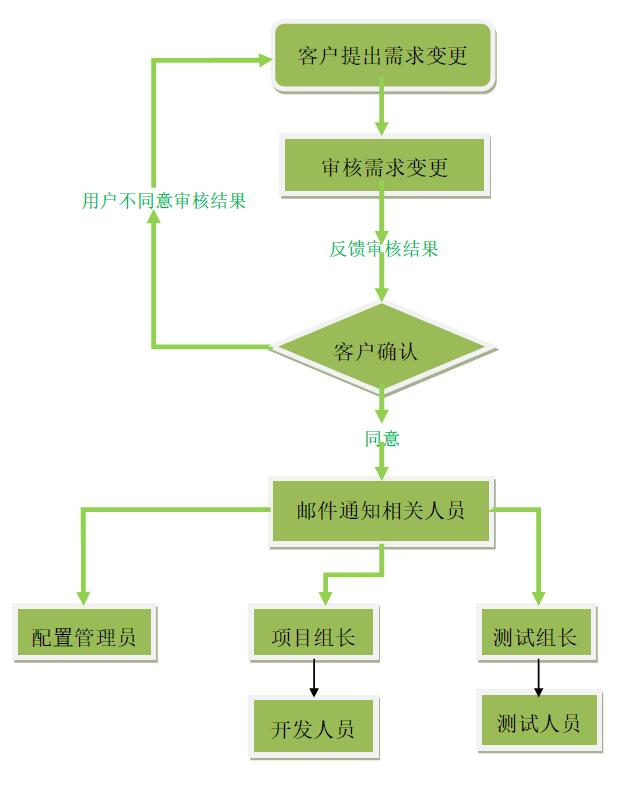 客户提出需求变更
审核需求变更
用户不同意审核结果
反馈审核结果
客户确认
同意
邮件通知相关人员
配置管理员
项目组长
测试组长
开发人员
测试人员